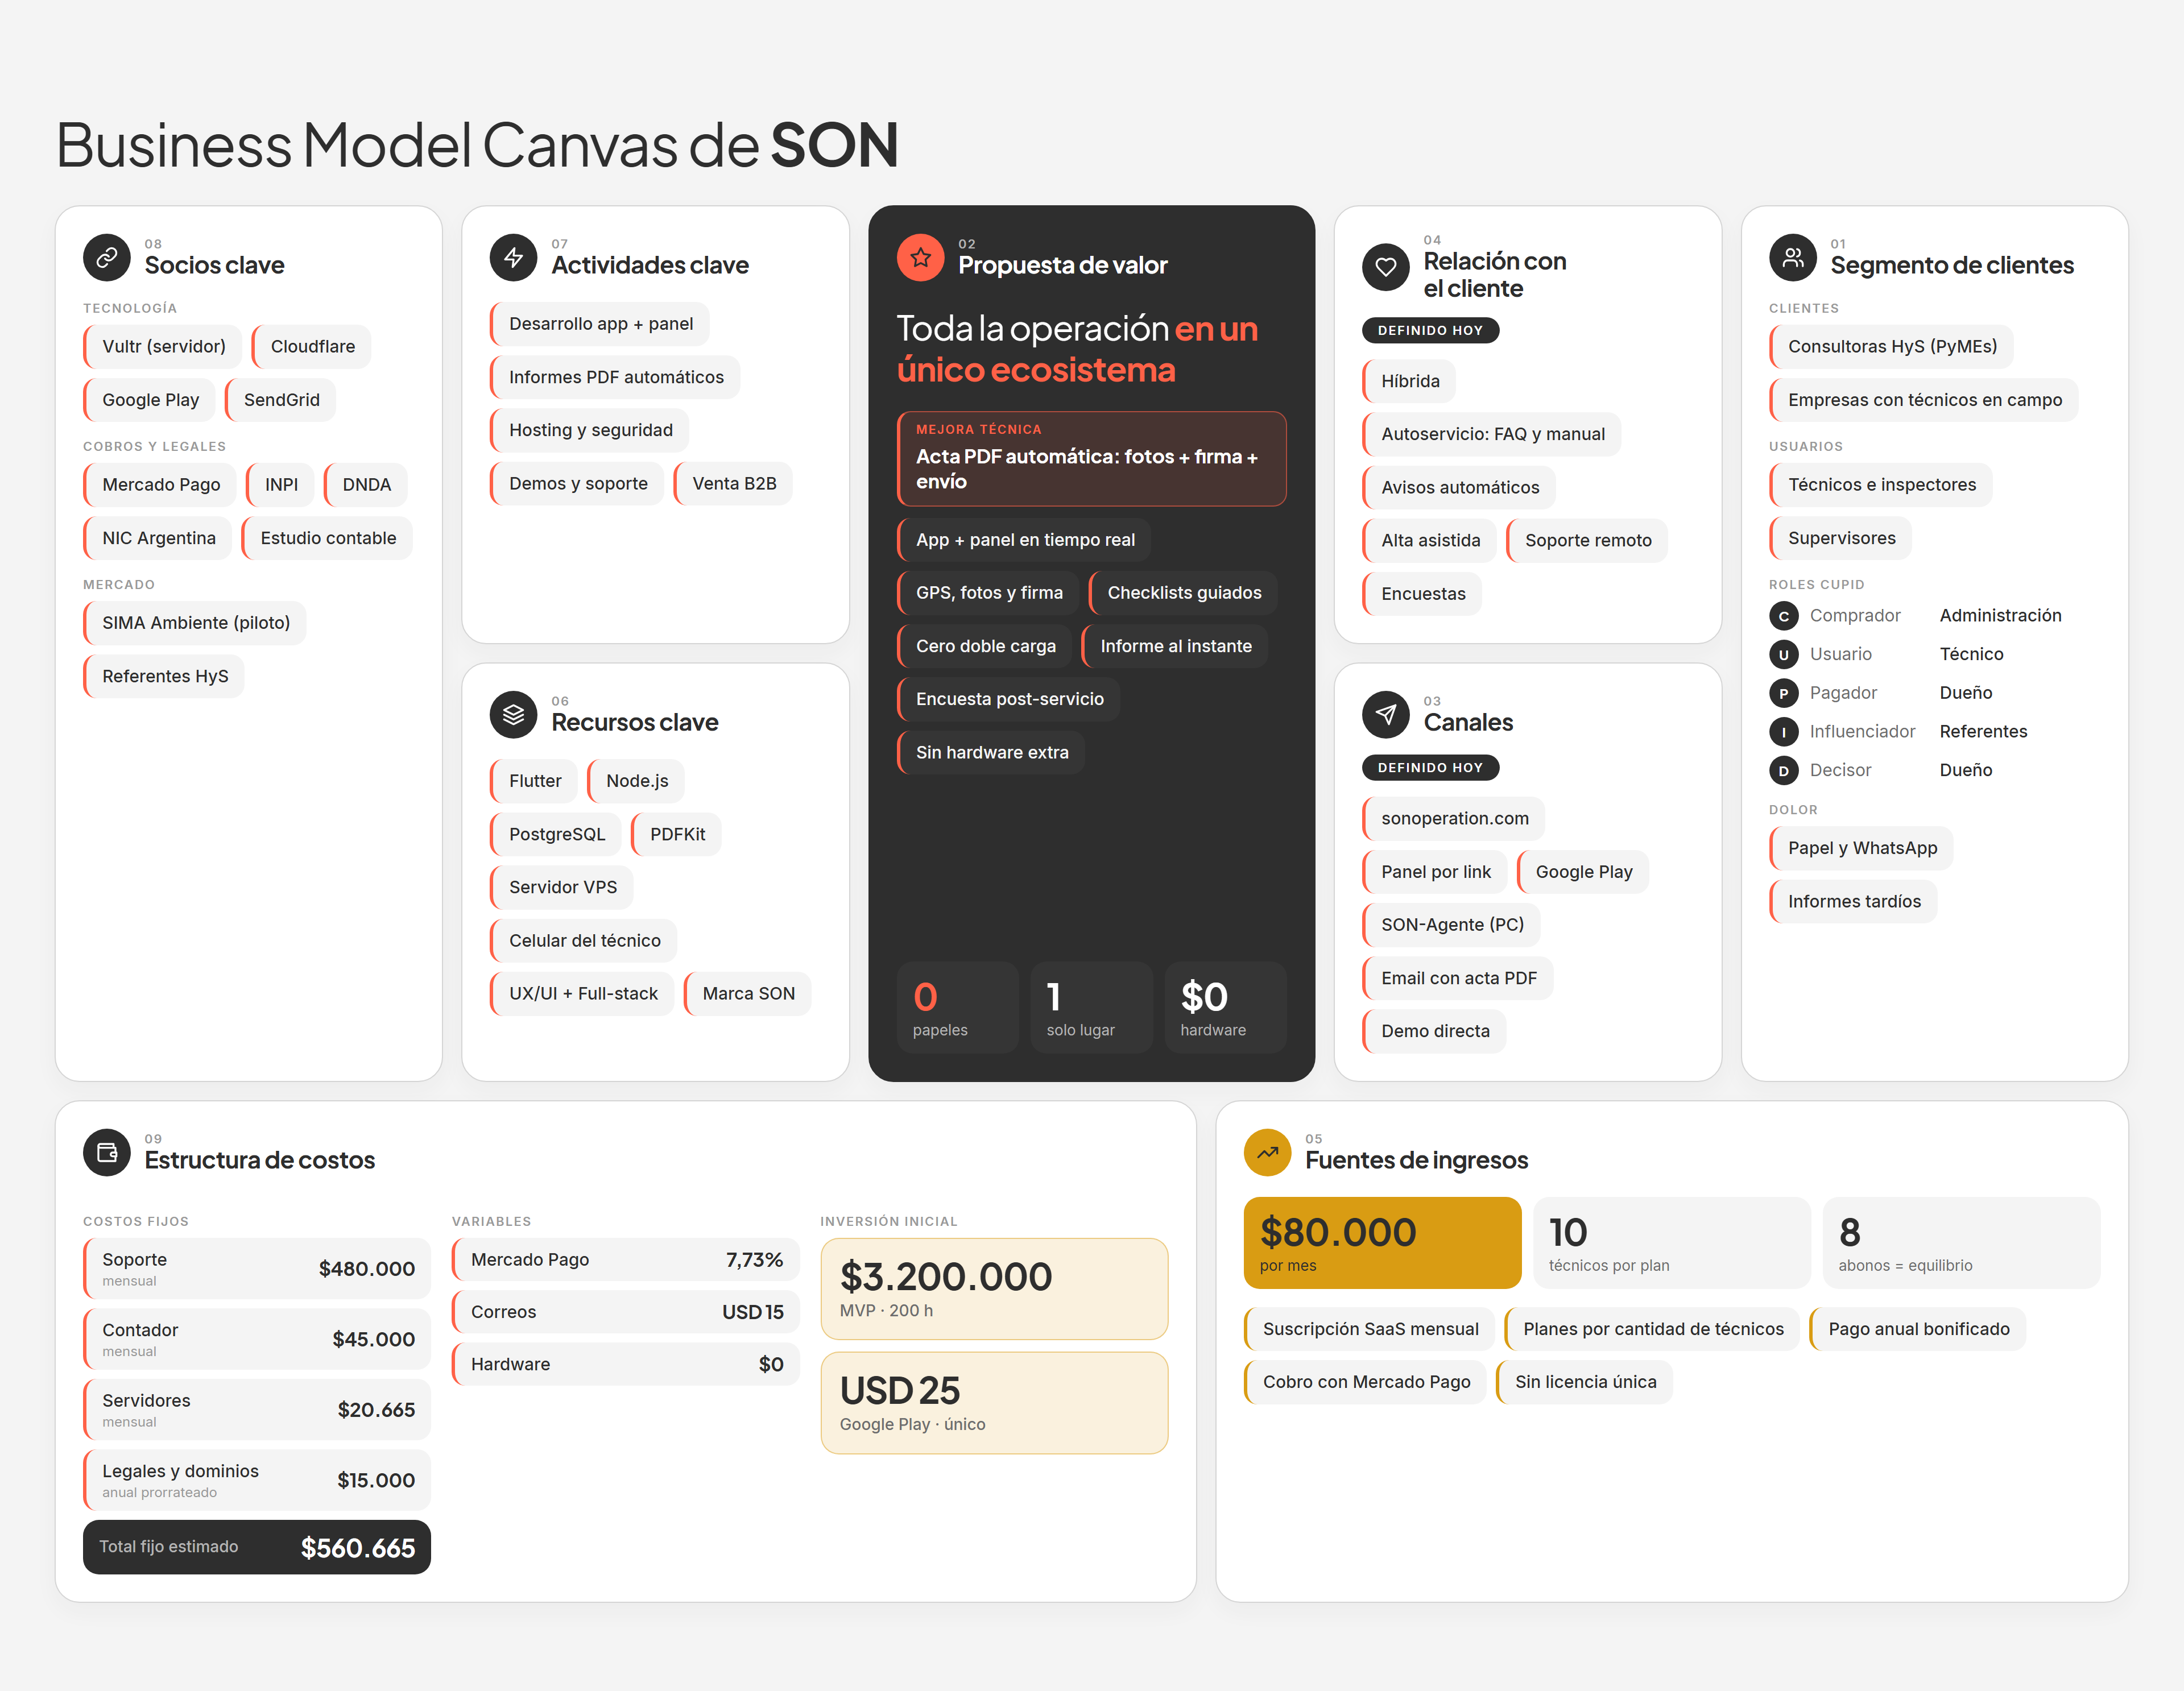 Business Model Canvas de SON
08
Socios clave
TECNOLOGÍA
Vultr (servidor)
Cloudflare
Google Play
SendGrid
COBROS Y LEGALES
Mercado Pago
INPI
DNDA
NIC Argentina
Estudio contable
MERCADO
SIMA Ambiente (piloto)
Referentes HyS
07
Actividades clave
Desarrollo app + panel
Informes PDF automáticos
Hosting y seguridad
Demos y soporte
Venta B2B
06
Recursos clave
Flutter
Node.js
PostgreSQL
PDFKit
Servidor VPS
Celular del técnico
UX/UI + Full-stack
Marca SON
02
Propuesta de valor
Toda la operación en un
único ecosistema
MEJORA TÉCNICA
Acta PDF automática: fotos + firma +
envío
App + panel en tiempo real
GPS, fotos y firma
Checklists guiados
Cero doble carga
Informe al instante
Encuesta post-servicio
Sin hardware extra
0
papeles
1
solo lugar
$0
hardware
04
Relación con
el cliente
DEFINIDO HOY
Híbrida
Autoservicio: FAQ y manual
Avisos automáticos
Alta asistida
Soporte remoto
Encuestas
03
Canales
DEFINIDO HOY
sonoperation.com
Panel por link
Google Play
SON-Agente (PC)
Email con acta PDF
Demo directa
01
Segmento de clientes
CLIENTES
Consultoras HyS (PyMEs)
Empresas con técnicos en campo
USUARIOS
Técnicos e inspectores
Supervisores
ROLES CUPID
C Comprador Administración
U Usuario Técnico
P Pagador Dueño
I Influenciador Referentes
D Decisor Dueño
DOLOR
Papel y WhatsApp
Informes tardíos
09
Estructura de costos
COSTOS FIJOS
Soporte
mensual
$480.000
Contador
mensual
$45.000
Servidores
mensual
$20.665
Legales y dominios
anual prorrateado
$15.000
Total fijo estimado $560.665
VARIABLES
Mercado Pago 7,73%
Correos USD 15
Hardware $0
INVERSIÓN INICIAL
$3.200.000
MVP · 200 h
USD 25
Google Play · único
05
Fuentes de ingresos
$80.000
por mes
10
técnicos por plan
8
abonos = equilibrio
Suscripción SaaS mensual
Planes por cantidad de técnicos
Pago anual bonificado
Cobro con Mercado Pago
Sin licencia única